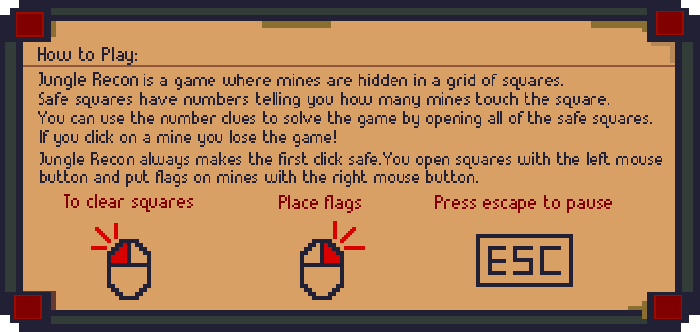 How to Play:
Jungle Recon is a game where mines are hidden in a grid of squares.
Safe squares have numbers telling you how many mines touch the square.
You can use the number clues to solve the game by opening all of the safe squares.
If you click on a mine you lose the game!
Jungle Recon always makes the first click safe.You open squares with the left mouse
button and put flags on mines with the right mouse button.
To clear squares
Place flags
Press escape to pause
ESC